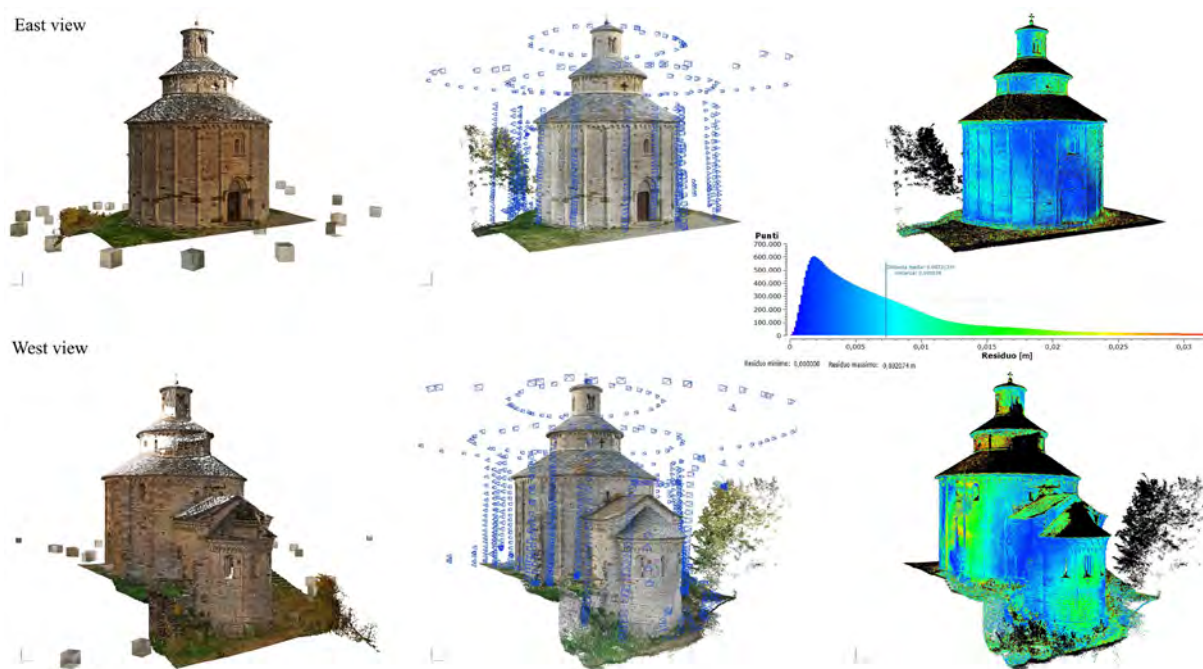 East view
Punti
700.000
600.000
500.000
400.000
300.000
200.000
100.000
0
0 0,005 0,01 0,015 0,02 0,025 0,03
Residuo [m]
Residuo minimo: 0,000000 Residuo massimo: m
West view